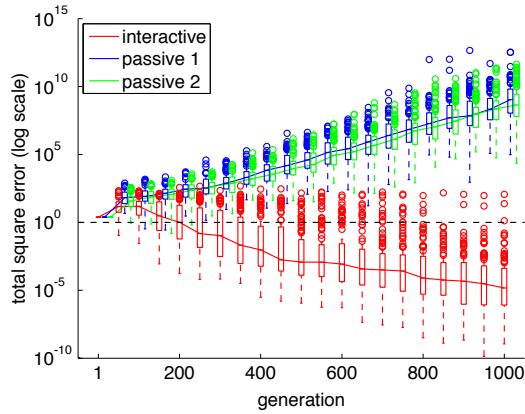 10^15
interactive
passive 1
passive 2
10^10
10^5
10^0
10^-5
10^-10
total square error (log scale)
1 200 400 600 800 1000
generation